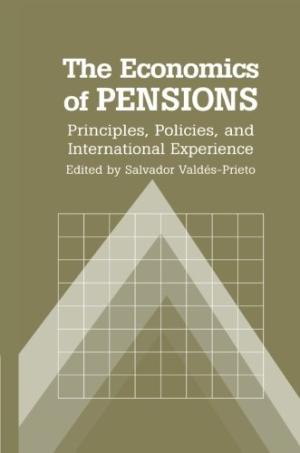 The Economics
of PENSIONS
Principles, Policies, and
International Experience
Edited by Salvador Valdés-Prieto